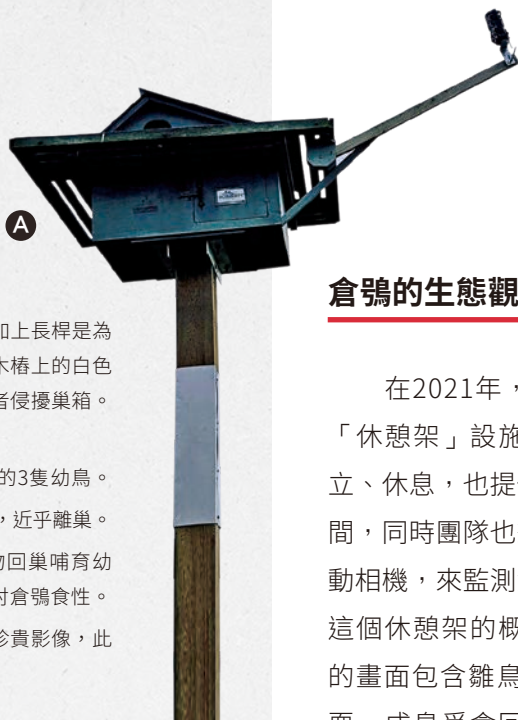 A
加上長桿是為
木樁上的白色
者侵擾巢箱。
的3隻幼鳥。
，近乎離巢。
物回巢哺育幼
討倉鴞食性。
珍貴影像，此
倉鴞的生態觀
在2021年，
「休憩架」設施
立、休息，也提供
間，同時團隊也
動相機，來監測
這個休憩架的概
的畫面包含雛鳥